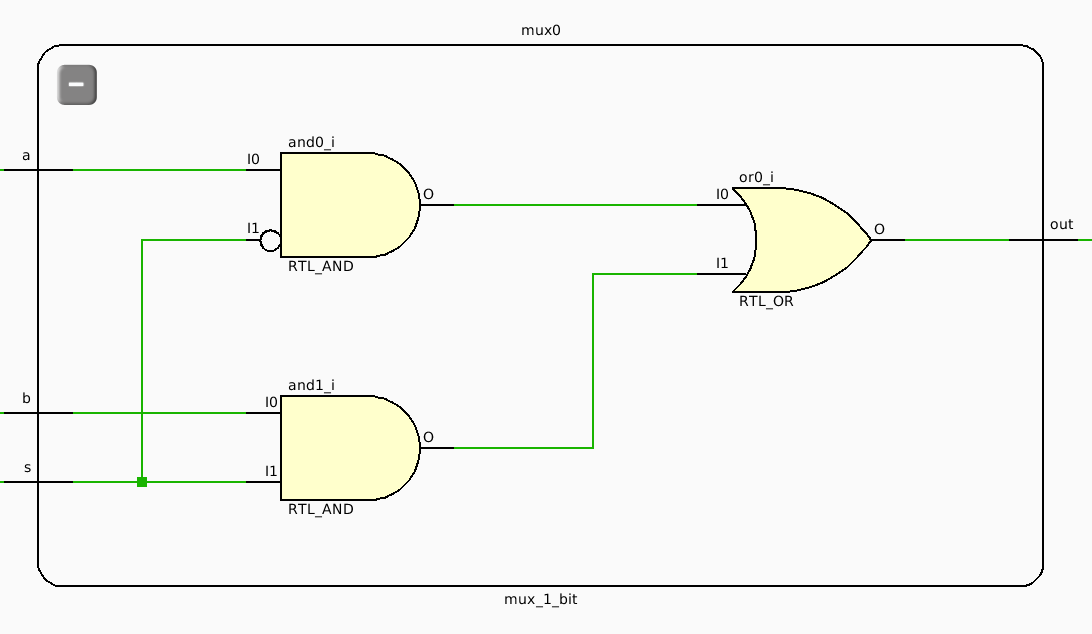 mux0
and0_i
a
I0
O
or0_i
I0
I1
out
O
I1
RTL_AND
RTL_OR
and1_i
b
I0
O
s
I1
RTL_AND
mux_1_bit